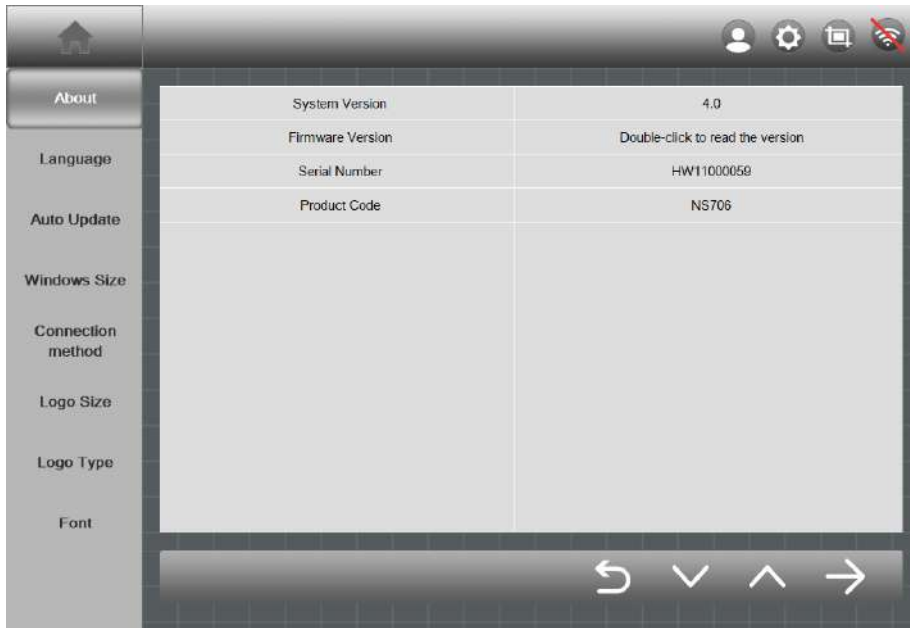 About
Language
Auto Update
Windows Size
Connection
method
Logo Size
Logo Type
Font
System Version 4.0
Firmware Version Double-click to read the version
Serial Number HW11000059
Product Code NS706